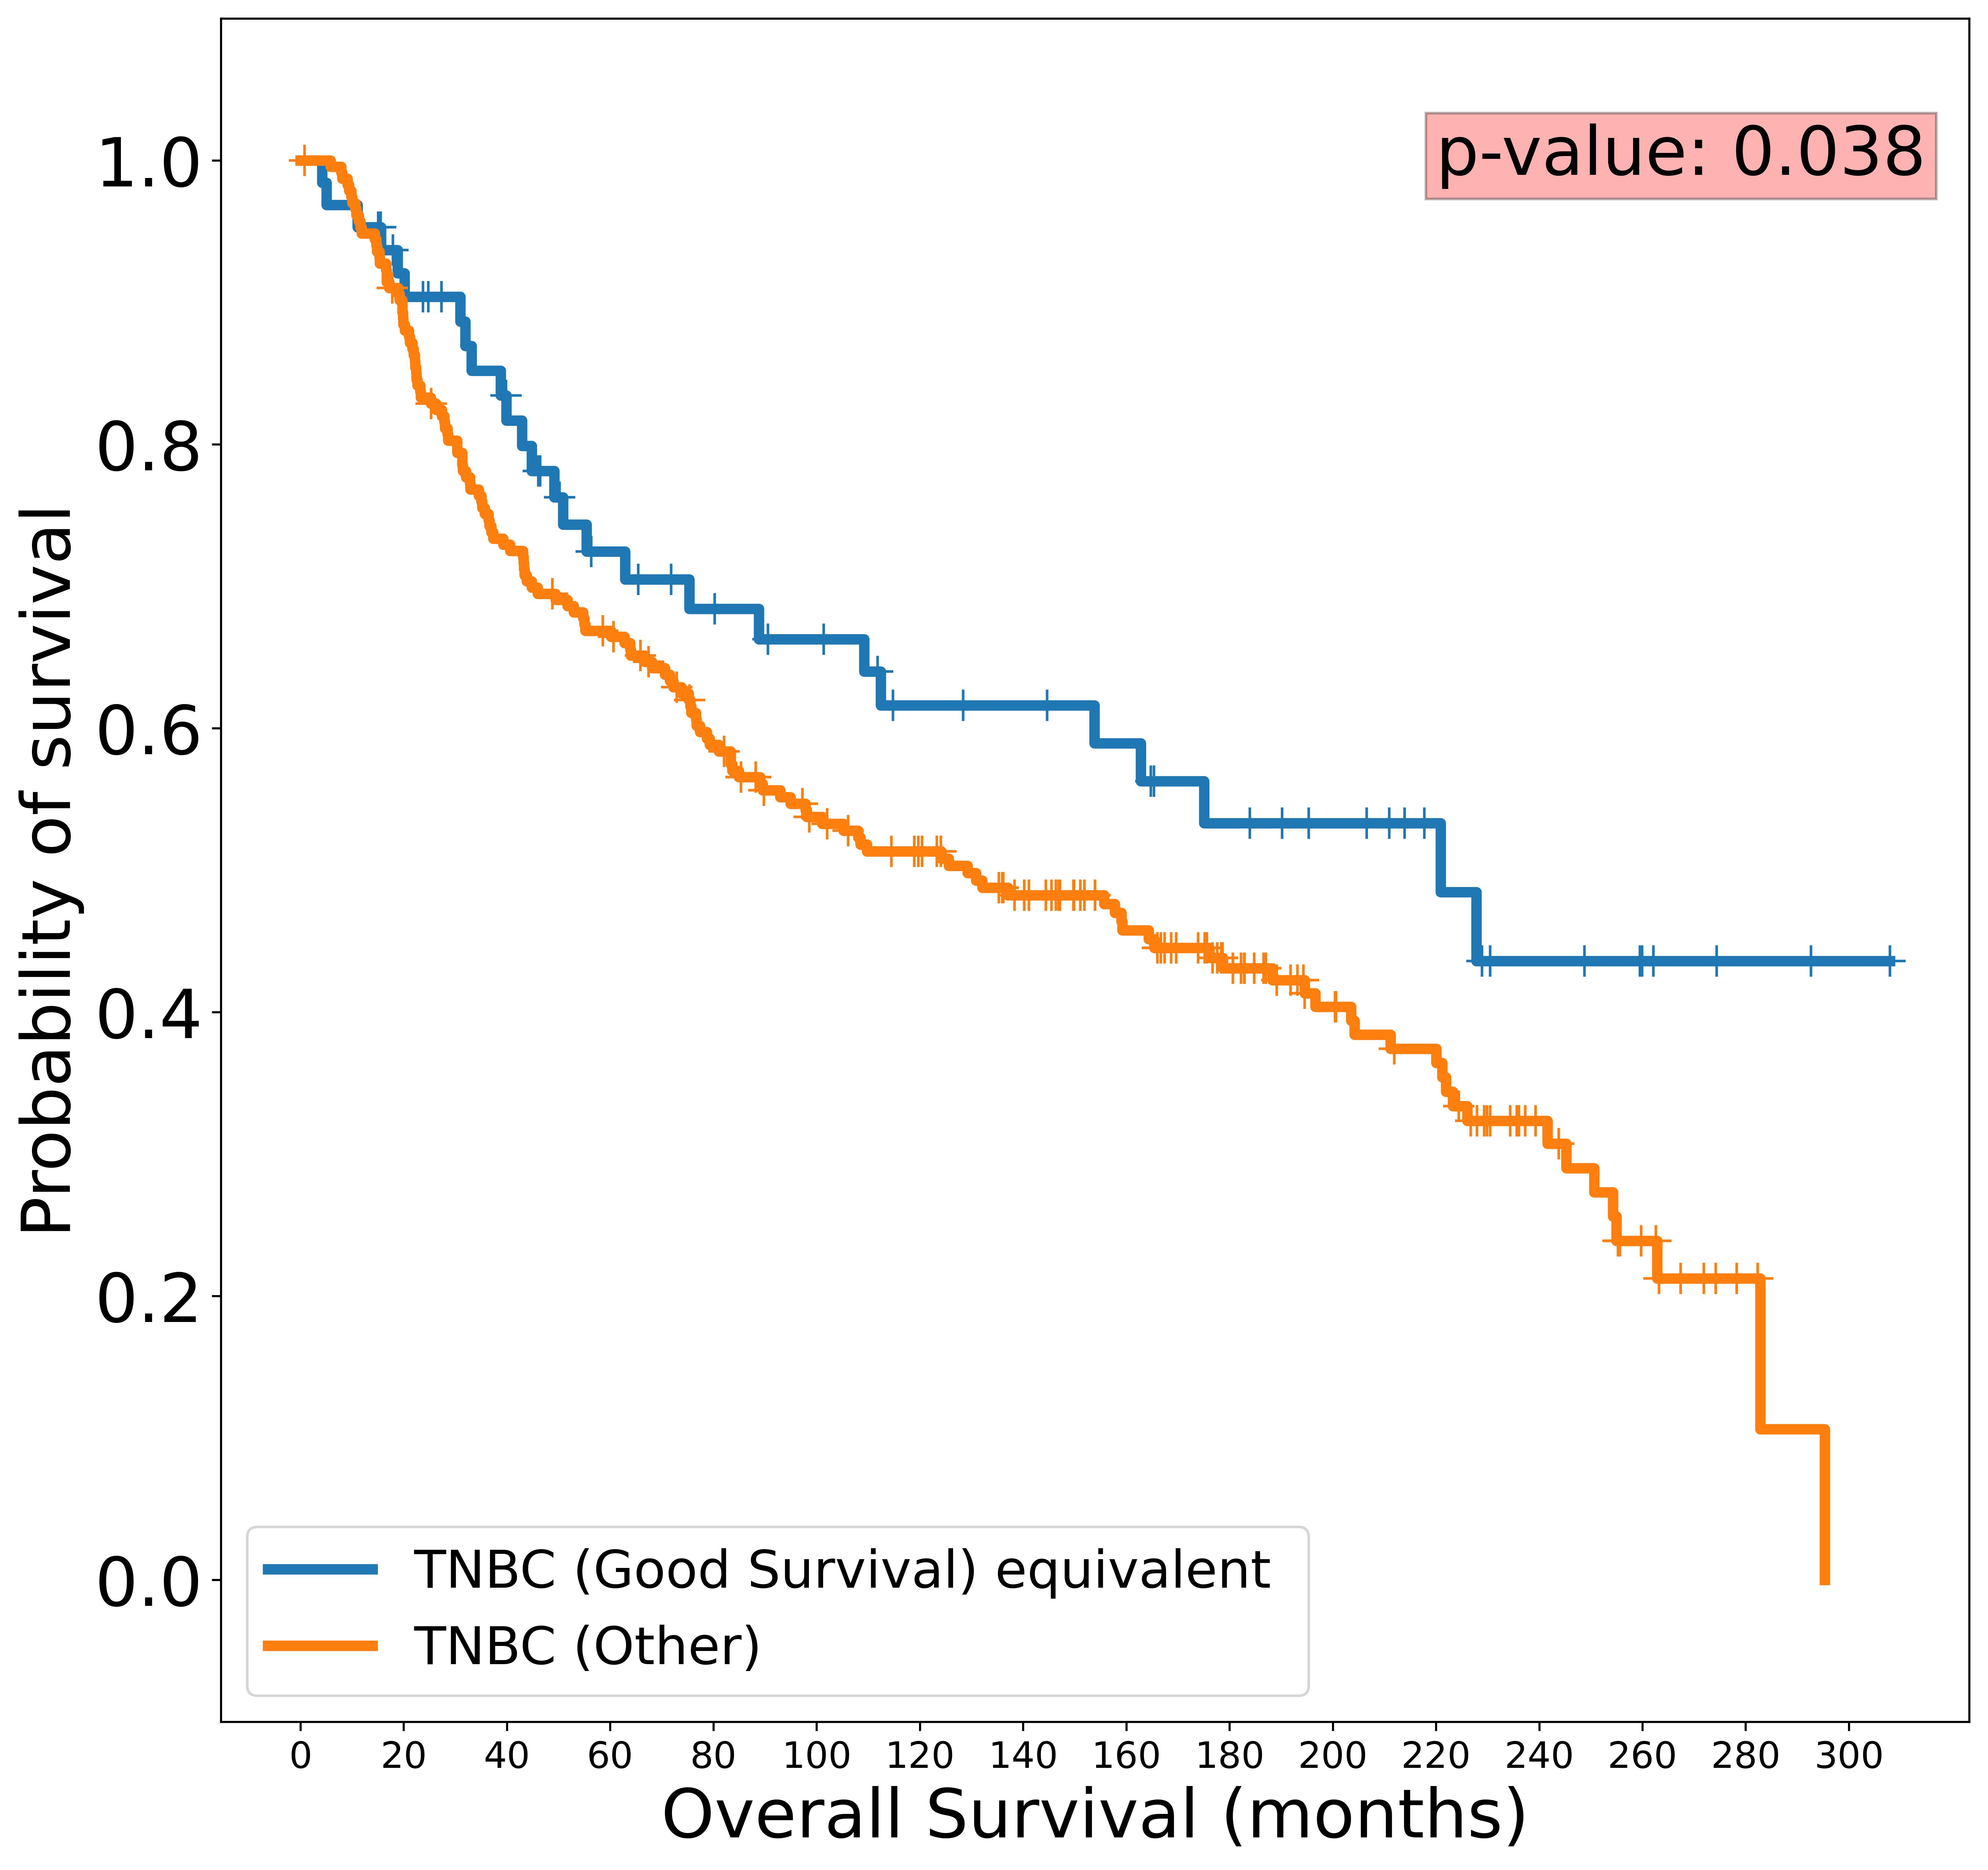 p-value: 0.038
1.0
0.8
0.6
0.4
0.2
0.0
Probability of survival
TNBC (Good Survival) equivalent
TNBC (Other)
0 20 40 60 80 100 120 140 160 180 200 220 240 260 280 300
Overall Survival (months)